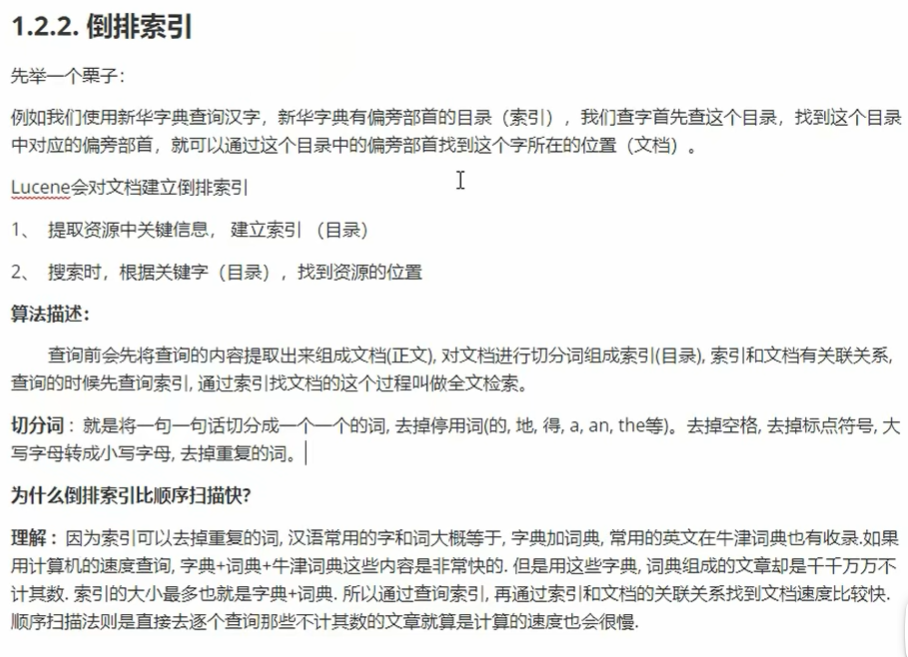 1.2.2. 倒排索引
先举一个栗子：
例如我们使用新华字典查询汉字，新华字典有偏旁部首的目录（索引），我们查字首先查这个目录，找到这个目录
中对应的偏旁部首，就可以通过这个目录中的偏旁部首找到这个字所在的位置（文档）。
Lucene会对文档建立倒排索引
1、 提取资源中关键信息， 建立索引 （目录）
2、 搜索时，根据关键字（目录），找到资源的位置
算法描述：
查询前会先将查询的内容提取出来组成文档(正文), 对文档进行切分词组成索引(目录), 索引和文档有关联关系,
查询的时候先查询索引, 通过索引找文档的这个过程叫做全文检索。
切分词 : 就是将一句一句话切分成一个一个的词, 去掉停用词(的, 地, 得, a, an, the等)。去掉空格, 去掉标点符号, 大
写字母转成小写字母, 去掉重复的词。
为什么倒排索引比顺序扫描快?
理解 : 因为索引可以去掉重复的词, 汉语常用的字和词大概等于, 字典加词典, 常用的英文在牛津词典也有收录.如果
用计算机的速度查询, 字典+词典+牛津词典这些内容是非常快的. 但是用这些字典, 词典组成的文章却是千千万万不
计其数. 索引的大小最多也就是字典+词典. 所以通过查询索引, 再通过索引和文档的关联关系找到文档速度比较快.
顺序扫描法则是直接去逐个查询那些不计其数的文章就算是计算的速度也会很慢.